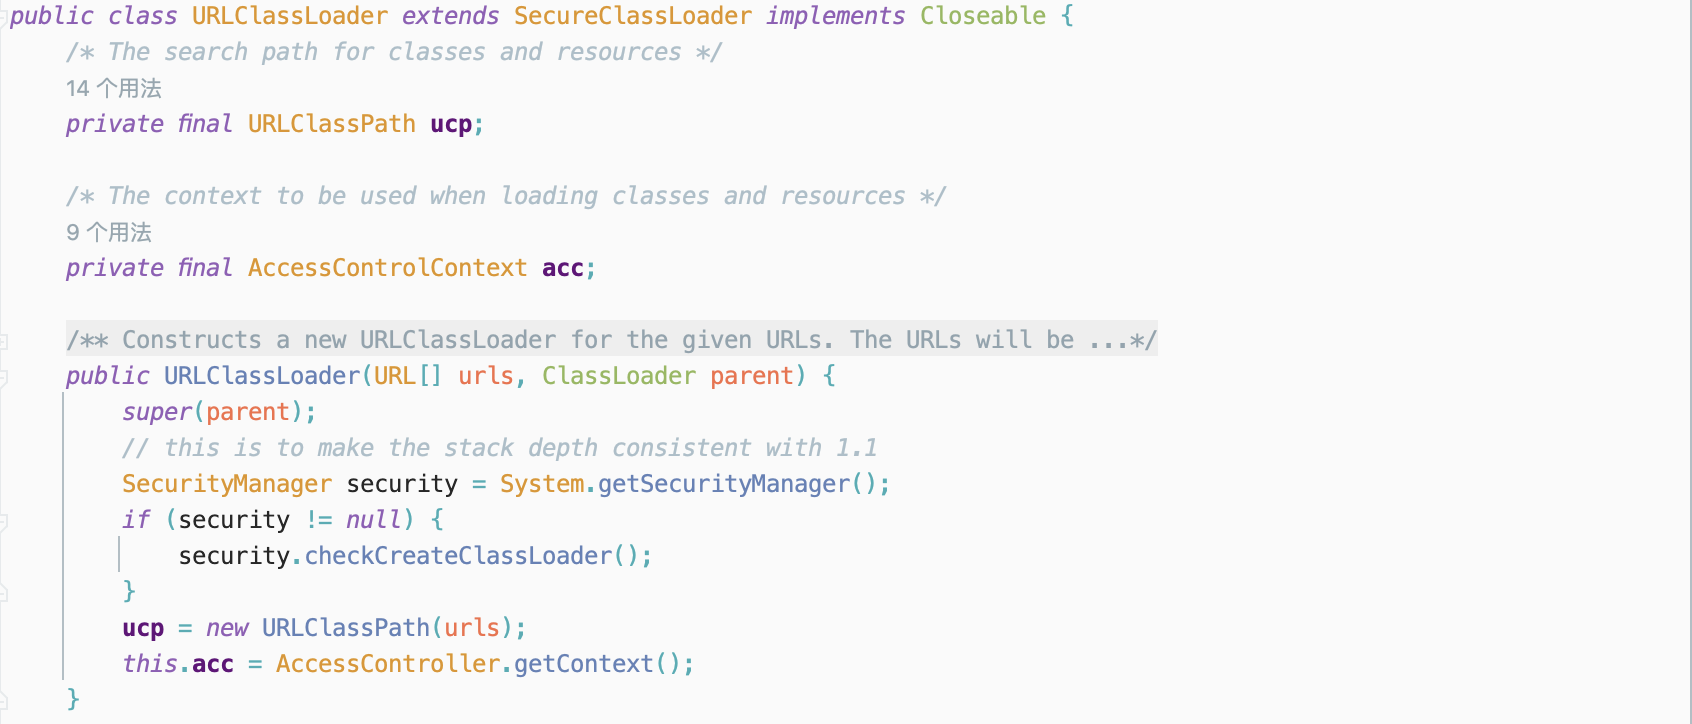 public class URLClassLoader extends SecureClassLoader implements Closeable {
/* The search path for classes and resources */
14 个用法
private final URLClassPath ucp;
/* The context to be used when loading classes and resources */
9 个用法
private final AccessControlContext acc;
/** Constructs a new URLClassLoader for the given URLs. The URLs will be ...*/
public URLClassLoader(URL[] urls, ClassLoader parent) {
super(parent);
// this is to make the stack depth consistent with 1.1
SecurityManager security = System.getSecurityManager();
if (security != null) {
security.checkCreateClassLoader();
}
ucp = new URLClassPath(urls);
this.acc = AccessController.getContext();
}